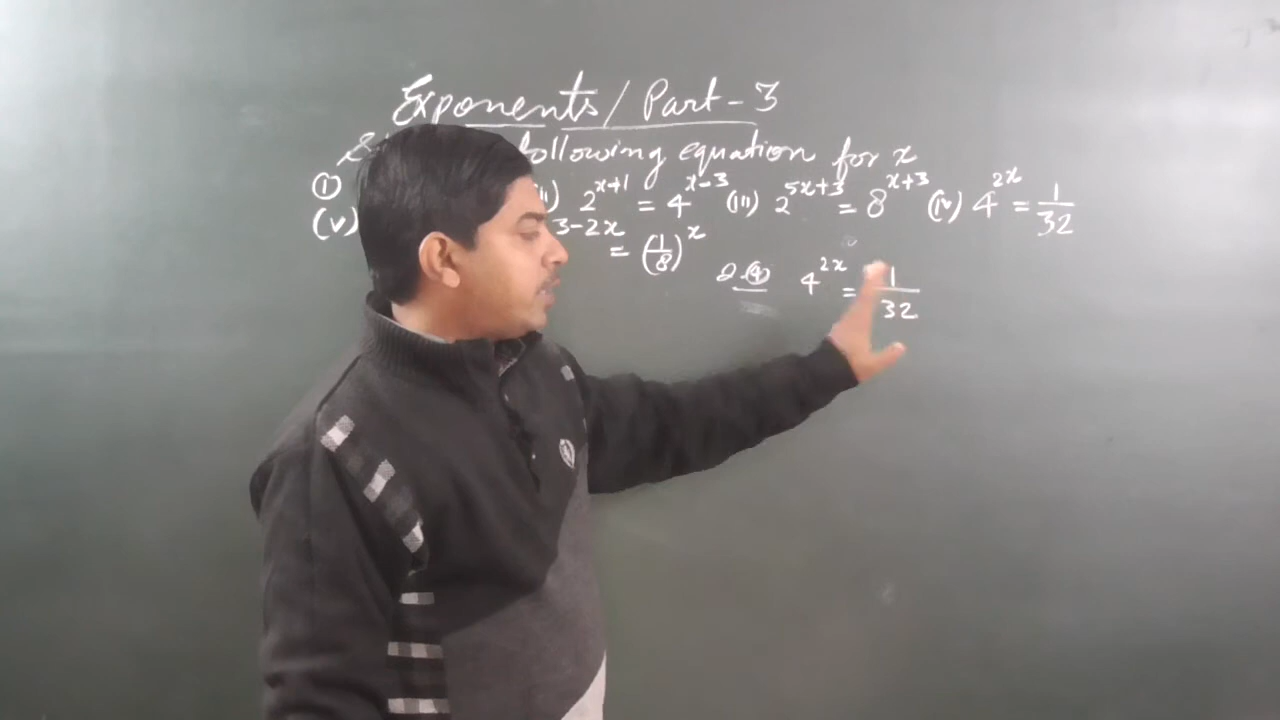 Exponents/Part-3
following equation for x
(i) (ii) 2^{x+1} = 4^{x-3} (iii) 2^{5x+3} = 8^{x+3} (iv) 4^{2x} = 1/32
(v) 3-2x = (1/8)^x
4^{2x} = 1/32